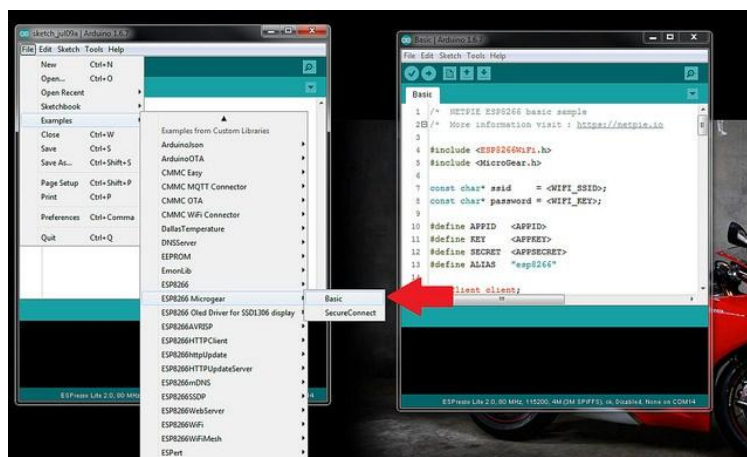 sketch_jul09a | Arduino 1.6.7
File Edit Sketch Tools Help
New Ctrl+N
Open... Ctrl+O
Open Recent
Sketchbook
Examples
Close Ctrl+W
Save Ctrl+S
Save As... Ctrl+Shift+S
Page Setup Ctrl+Shift+P
Print Ctrl+P
Preferences Ctrl+Comma
Quit Ctrl+Q
Examples from Custom Libraries
ArduinoJson
ArduinoOTA
CMMC Easy
CMMC MQTT Connector
CMMC OTA
CMMC WiFi Connector
DallasTemperature
DNSServer
EEPROM
EmonLib
ESP8266
ESP8266 Microgear
ESP8266 Oled Driver for SSD1306 display
ESP8266AVRISP
ESP8266HTTPClient
ESP8266httpUpdate
ESP8266HTTPUpdateServer
ESP8266mDNS
ESP8266SSDP
ESP8266WebServer
ESP8266WiFi
ESP8266WiFiMesh
ESPert
Basic
SecureConnect
ESPresso Lite 2.0, 80 MHz
Basic | Arduino 1.6.7
File Edit Sketch Tools Help
Basic
1 /* NETPIE ESP8266 basic sample
2 /* More information visit : https://netpie.io
3
4 #include <ESP8266WiFi.h>
5 #include <MicroGear.h>
6
7 const char* ssid = <WIFI_SSID>;
8 const char* password = <WIFI_KEY>;
9
10 #define APPID <APPID>
11 #define KEY <APPKEY>
12 #define SECRET <APPSECRET>
13 #define ALIAS "esp8266"
14
client;
ESPresso Lite 2.0, 80 MHz, 115200, 4M (3M SPIFFS), ck, Disabled, None on COM14